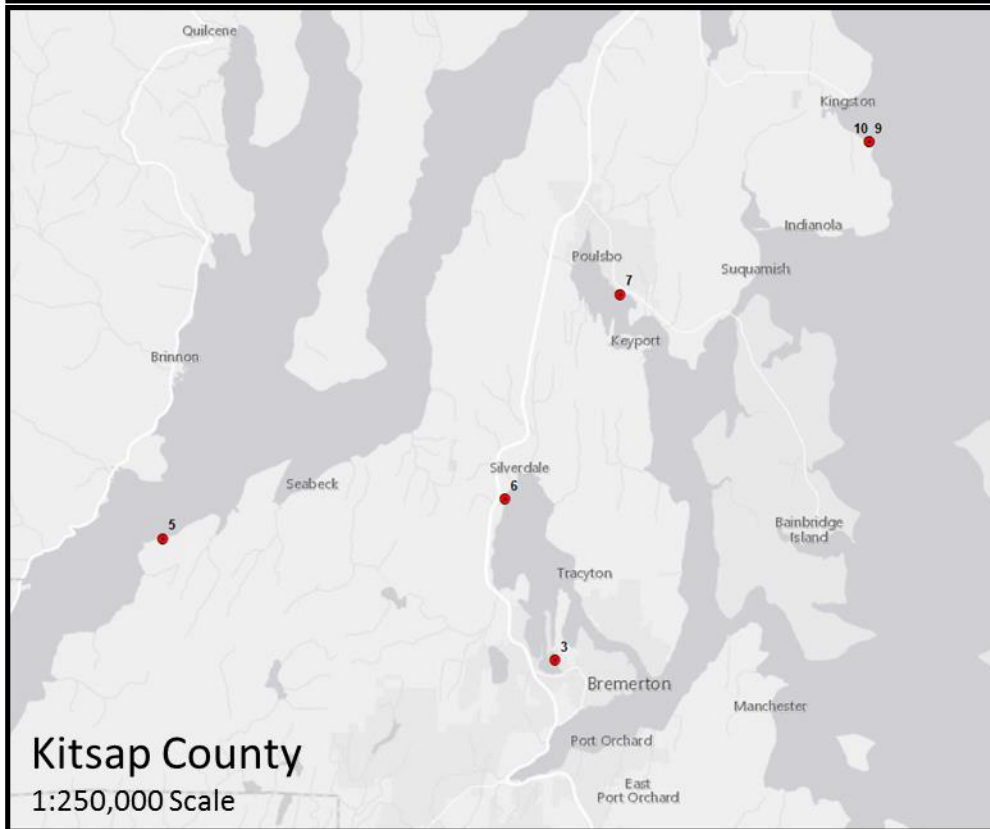 Quilcene
Kingston
10 9
Indianola
Poulsbo
Suquamish
7
Keyport
Brinnon
Silverdale
Seabeck
6
5
Bainbridge
Island
Tracyton
3
Bremerton
Manchester
Port Orchard
East
Port Orchard
Kitsap County
1:250,000 Scale